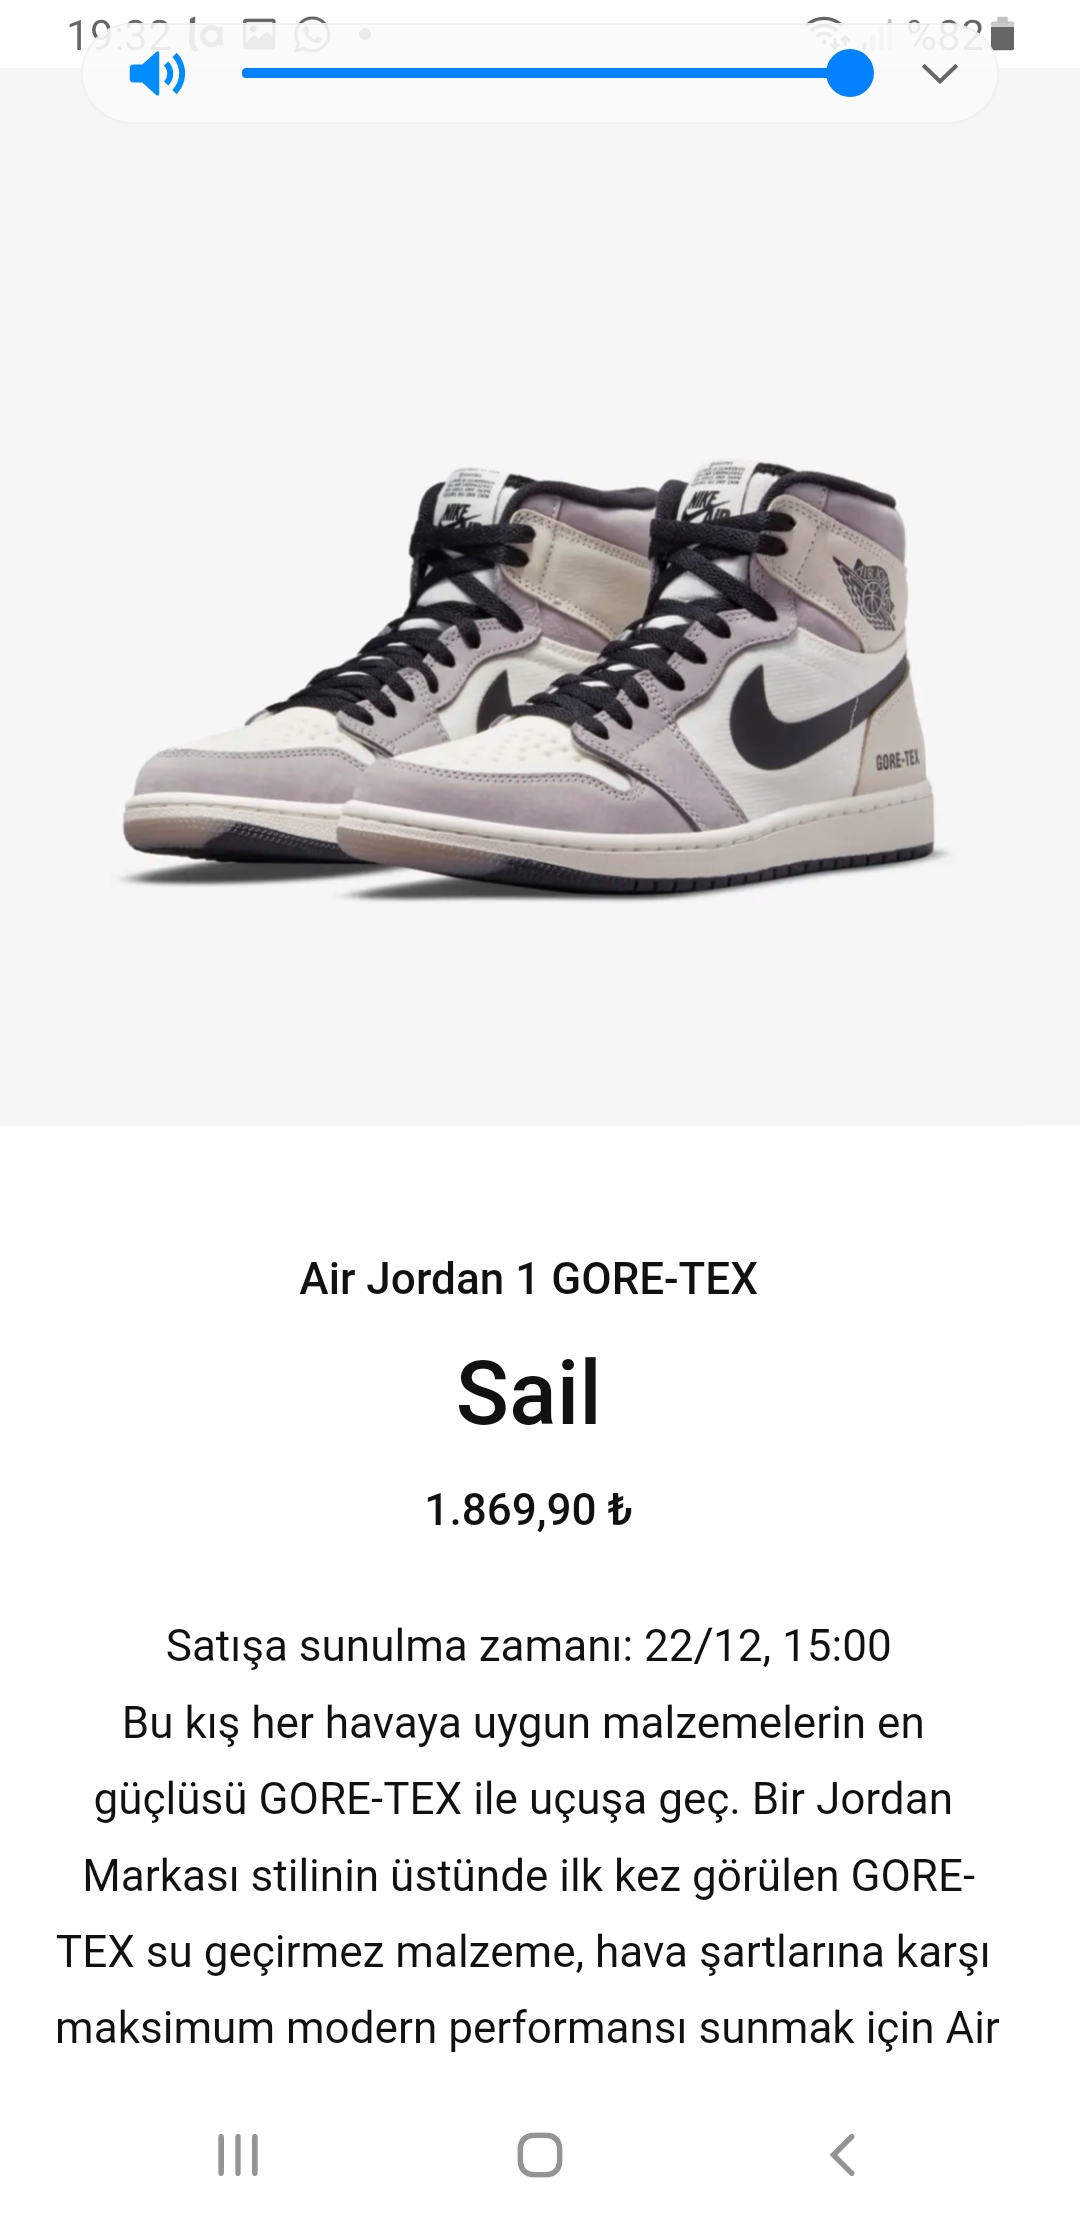 19:32
%82
NIKE
AIR
NIKE
AIR
GORE-TEX
Air Jordan 1 GORE-TEX
Sail
1.869,90 ₺
Satışa sunulma zamanı: 22/12, 15:00
Bu kış her havaya uygun malzemelerin en
güçlüsü GORE-TEX ile uçuşa geç. Bir Jordan
Markası stilinin üstünde ilk kez görülen GORE-
TEX su geçirmez malzeme, hava şartlarına karşı
maksimum modern performansı sunmak için Air